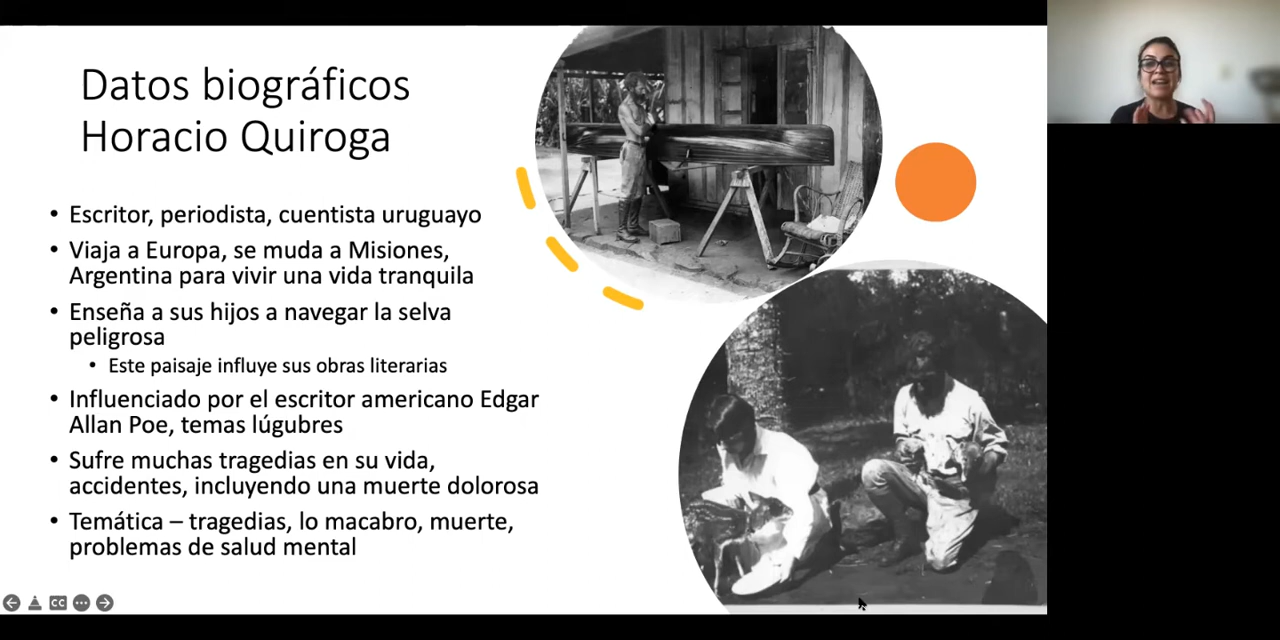 Datos biográficos
Horacio Quiroga
• Escritor, periodista, cuentista uruguayo
• Viaja a Europa, se muda a Misiones,
Argentina para vivir una vida tranquila
• Enseña a sus hijos a navegar la selva
peligrosa
• Este paisaje influye sus obras literarias
• Influenciado por el escritor americano Edgar
Allan Poe, temas lúgubres
• Sufre muchas tragedias en su vida,
accidentes, incluyendo una muerte dolorosa
• Temática – tragedias, lo macabro, muerte,
problemas de salud mental
CC